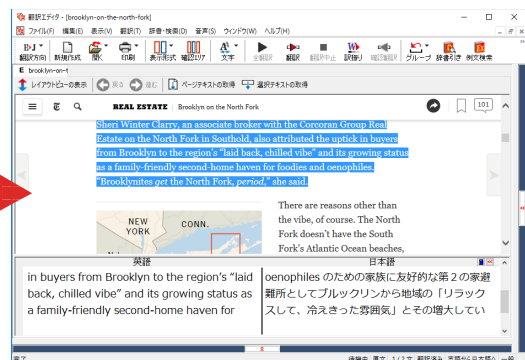 翻訳エディタ - [brooklyn-on-the-north-fork]
ファイル(F) 編集(E) 表示(V) 翻訳(T) 辞書・検索(D) 音声(S) ウィンドウ(W) ヘルプ(H)
翻訳方向 新規作成 開く 印刷 表示形式 確認エリア 文字 全翻訳 翻訳 翻訳中止 訳振り 確認翻訳 グループ 辞書引き 例文検索
E brooklyn-on-t
レイアウトビューの表示 戻る 進む ページテキストの取得 選択テキストの取得
REAL ESTATE | Brooklyn on the North Fork 101
Sheri Winter Clarry, an associate broker with the Corcoran Group Real
Estate on the North Fork in Southold, also attributed the uptick in buyers
from Brooklyn to the region's "laid back, chilled vibe" and its growing status
as a family-friendly second-home haven for foodies and oenophiles.
"Brooklynites get the North Fork, period," she said.
There are reasons other than
the vibe, of course. The North
Fork doesn't have the South
Fork's Atlantic Ocean beaches,
NEW
YORK
CONN.
英語 日本語
in buyers from Brooklyn to the region's "laid
back, chilled vibe" and its growing status as
a family-friendly second-home haven for
oenophiles のための家族に友好的な第２の家避
難所としてブルックリンから地域の「リラック
スして、冷えきった雰囲気」とその増大してい
完了